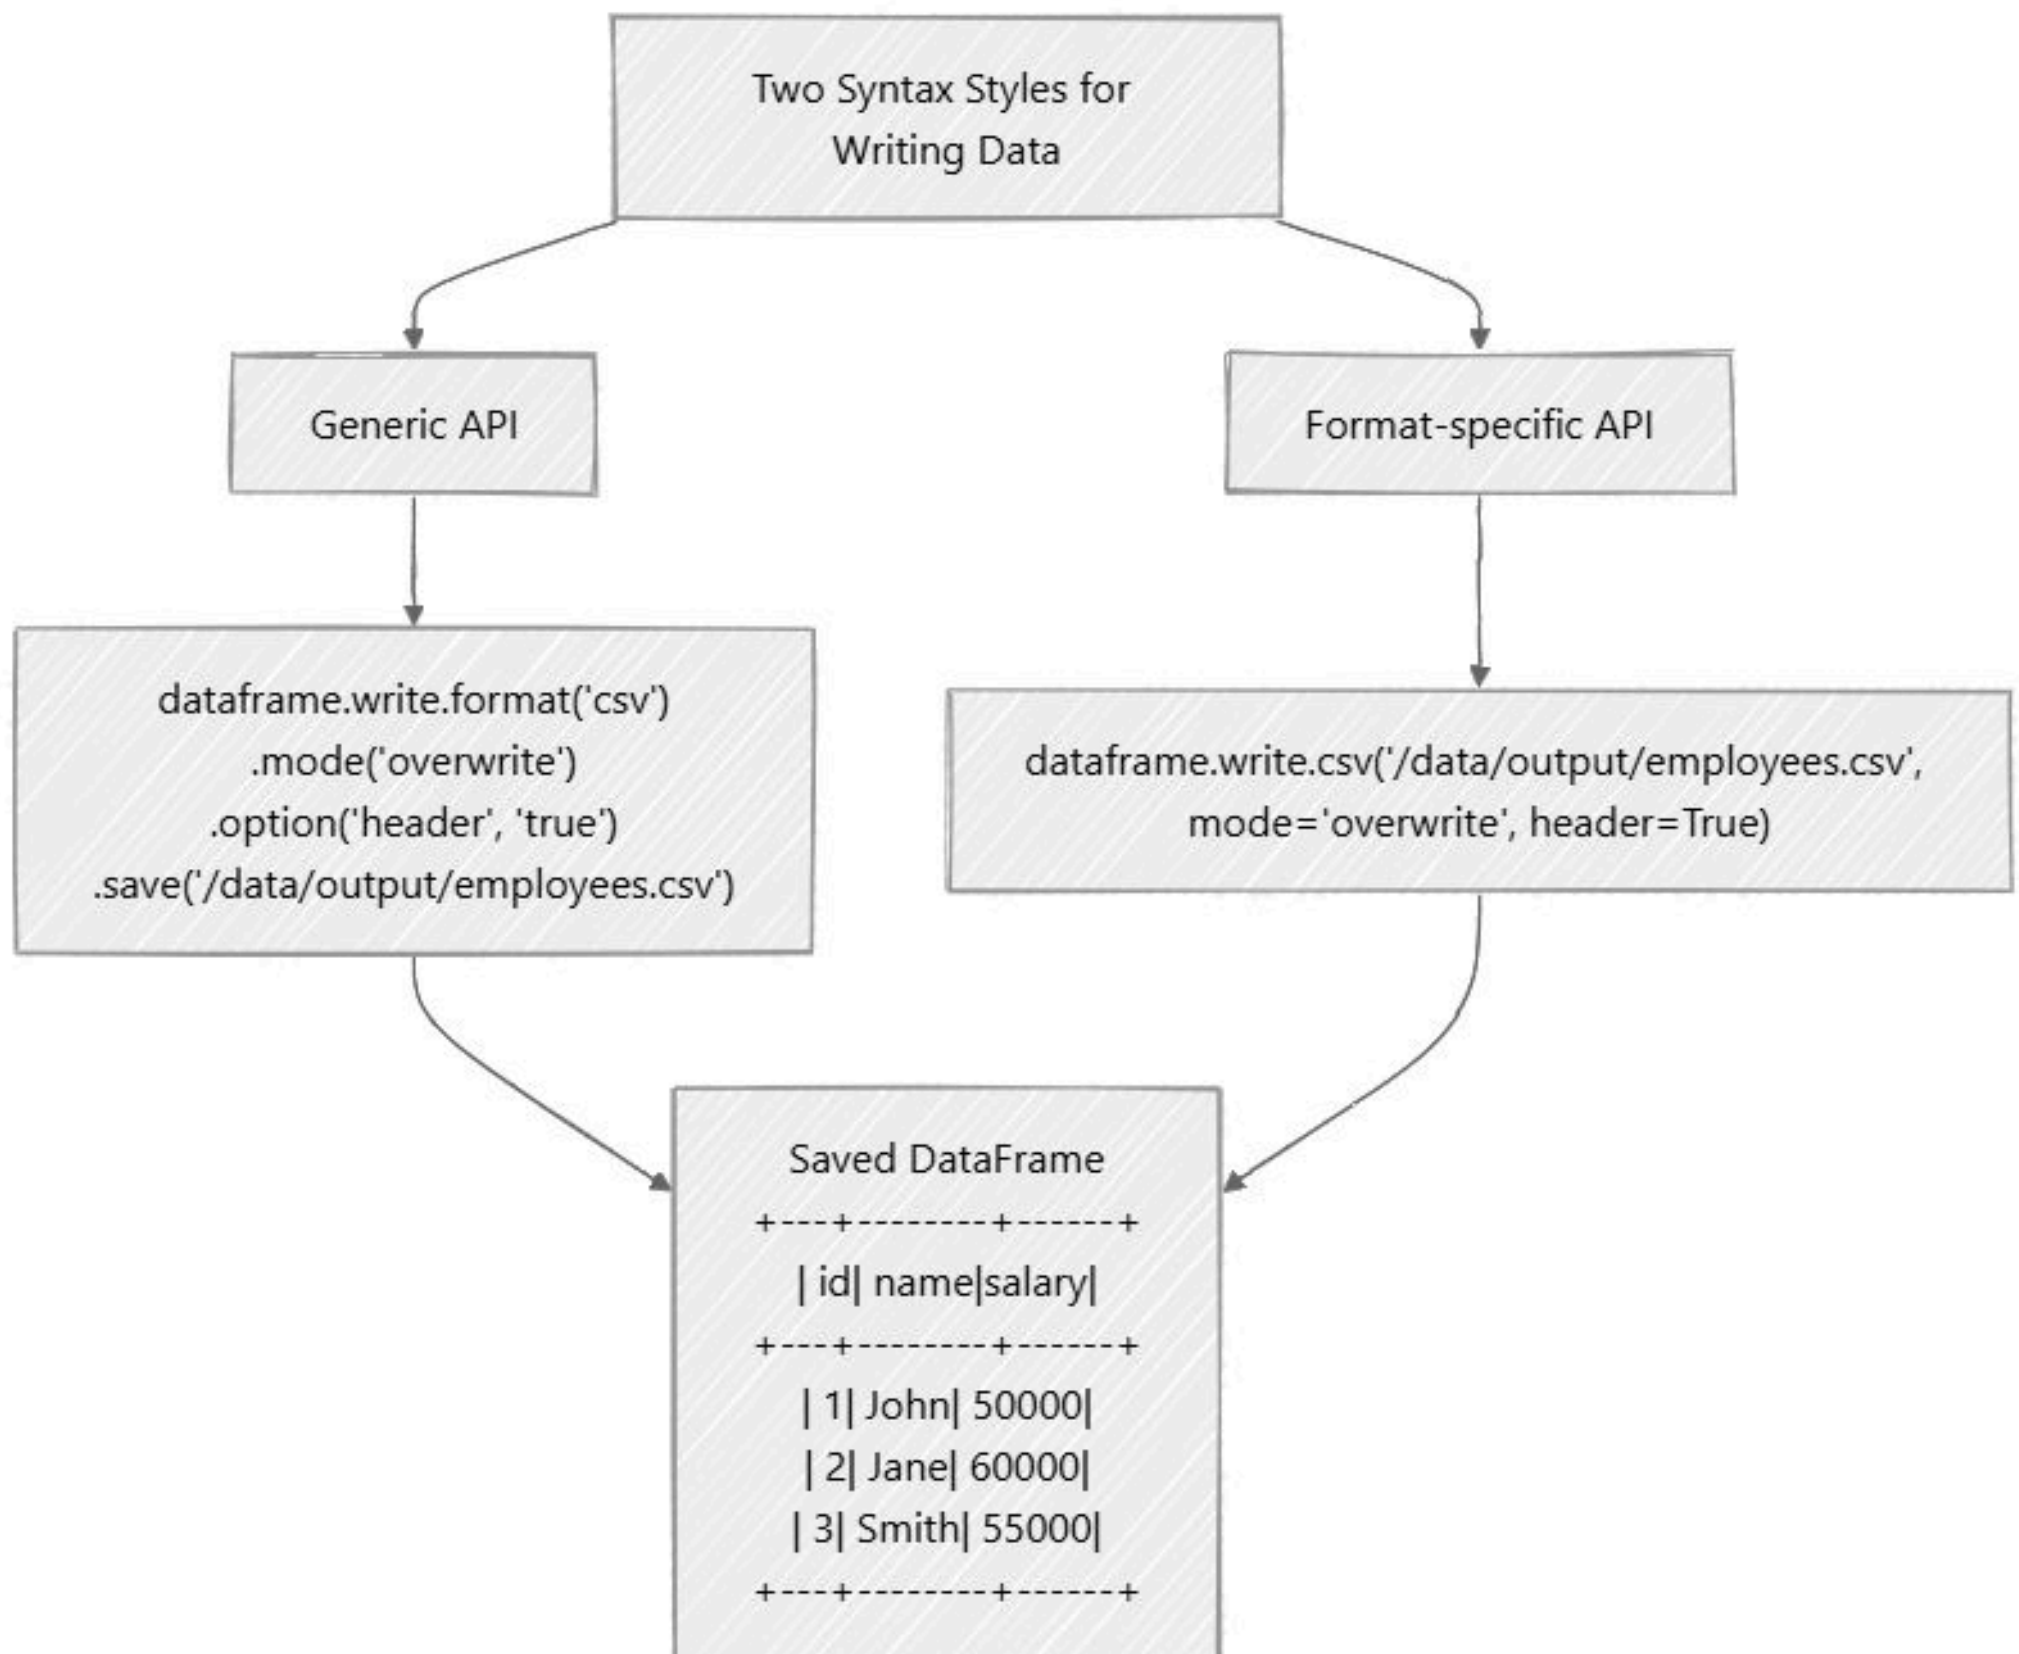 Two Syntax Styles for
Writing Data
Generic API
Format-specific API
dataframe.write.format('csv')
.mode('overwrite')
.option('header', 'true')
.save('/data/output/employees.csv')
dataframe.write.csv('/data/output/employees.csv',
mode='overwrite', header=True)
Saved DataFrame
+---+--------+------+
| id| name|salary|
+---+--------+------+
| 1| John| 50000|
| 2| Jane| 60000|
| 3| Smith| 55000|
+---+--------+------+